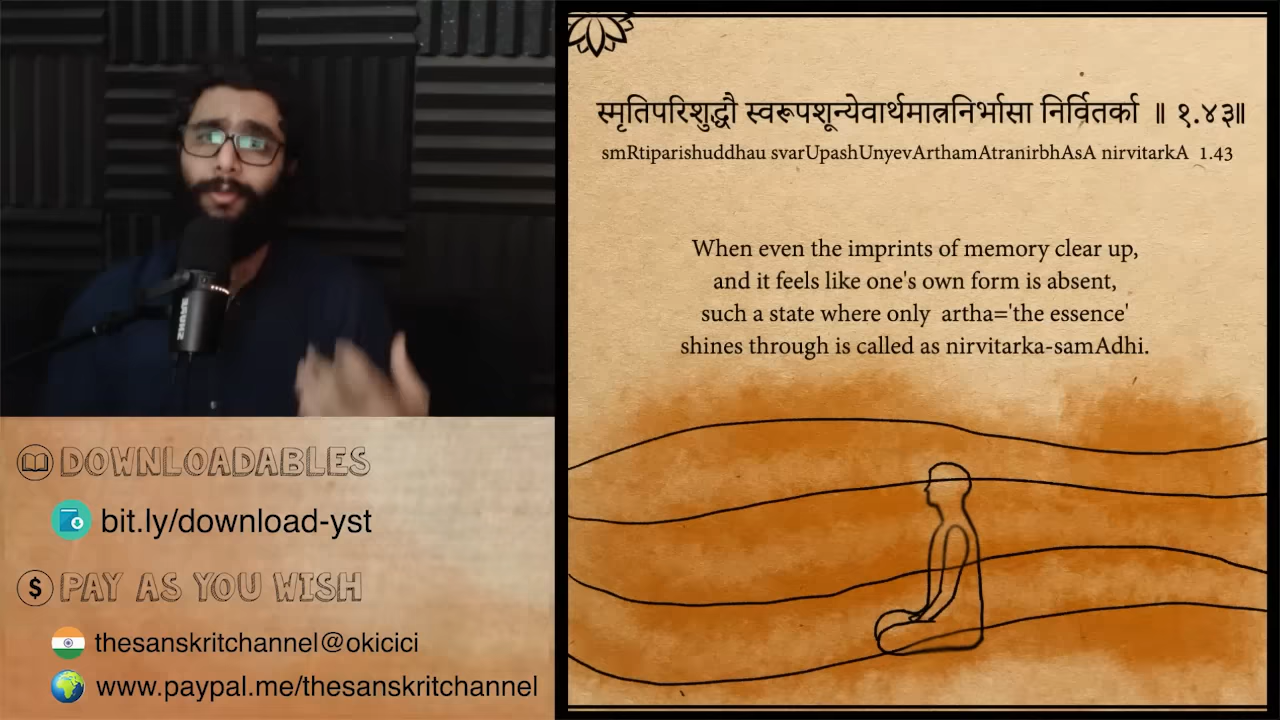 स्मृतिपरिशुद्धौ स्वरूपशून्येवार्थमात्रनिर्भासा निर्वितर्का ॥ १.४३॥
smRtiparishuddhau svarUpashUnyevArthamAtranirbhAsA nirvitarkA 1.43
When even the imprints of memory clear up,
and it feels like one's own form is absent,
such a state where only artha='the essence'
shines through is called as nirvitarka-samAdhi.
DOWNLOADABLES
bit.ly/download-yst
$ PAY AS YOU WISH
thesanskritchannel@okicici
www.paypal.me/thesanskritchannel